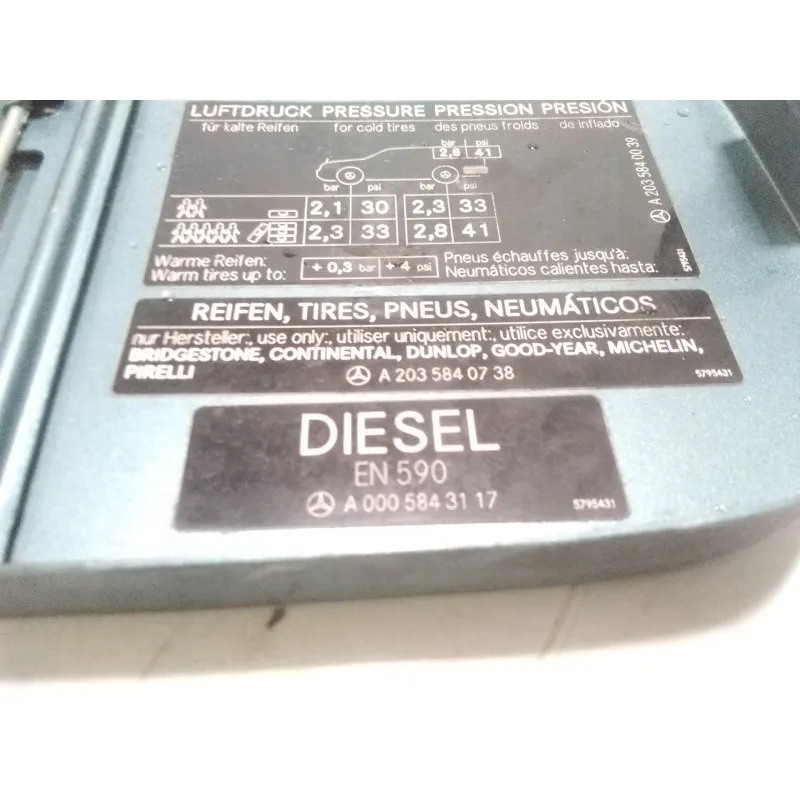 LUFTDRUCK PRESSURE PRESSION PRESIÓN
für kalte Reifen for cold tires des pneus froids de inflado
bar psi
2,8 41
bar psi bar psi
2,1 30 2,3 33
2,3 33 2,8 41
Warme Reifen: Pneus échauffes jusqu'à:
Warm tires up to: + 0,3 bar + 4 psi Neumáticos calientes hasta:
A 203 584 00 39
5795431
REIFEN, TIRES, PNEUS, NEUMÁTICOS
nur Hersteller:, use only:, utiliser uniquement:, utilice exclusivamente:
BRIDGESTONE, CONTINENTAL, DUNLOP, GOOD-YEAR, MICHELIN,
PIRELLI A 203 584 07 38 5795431
DIESEL
EN 590
A 000 584 31 17 5795431